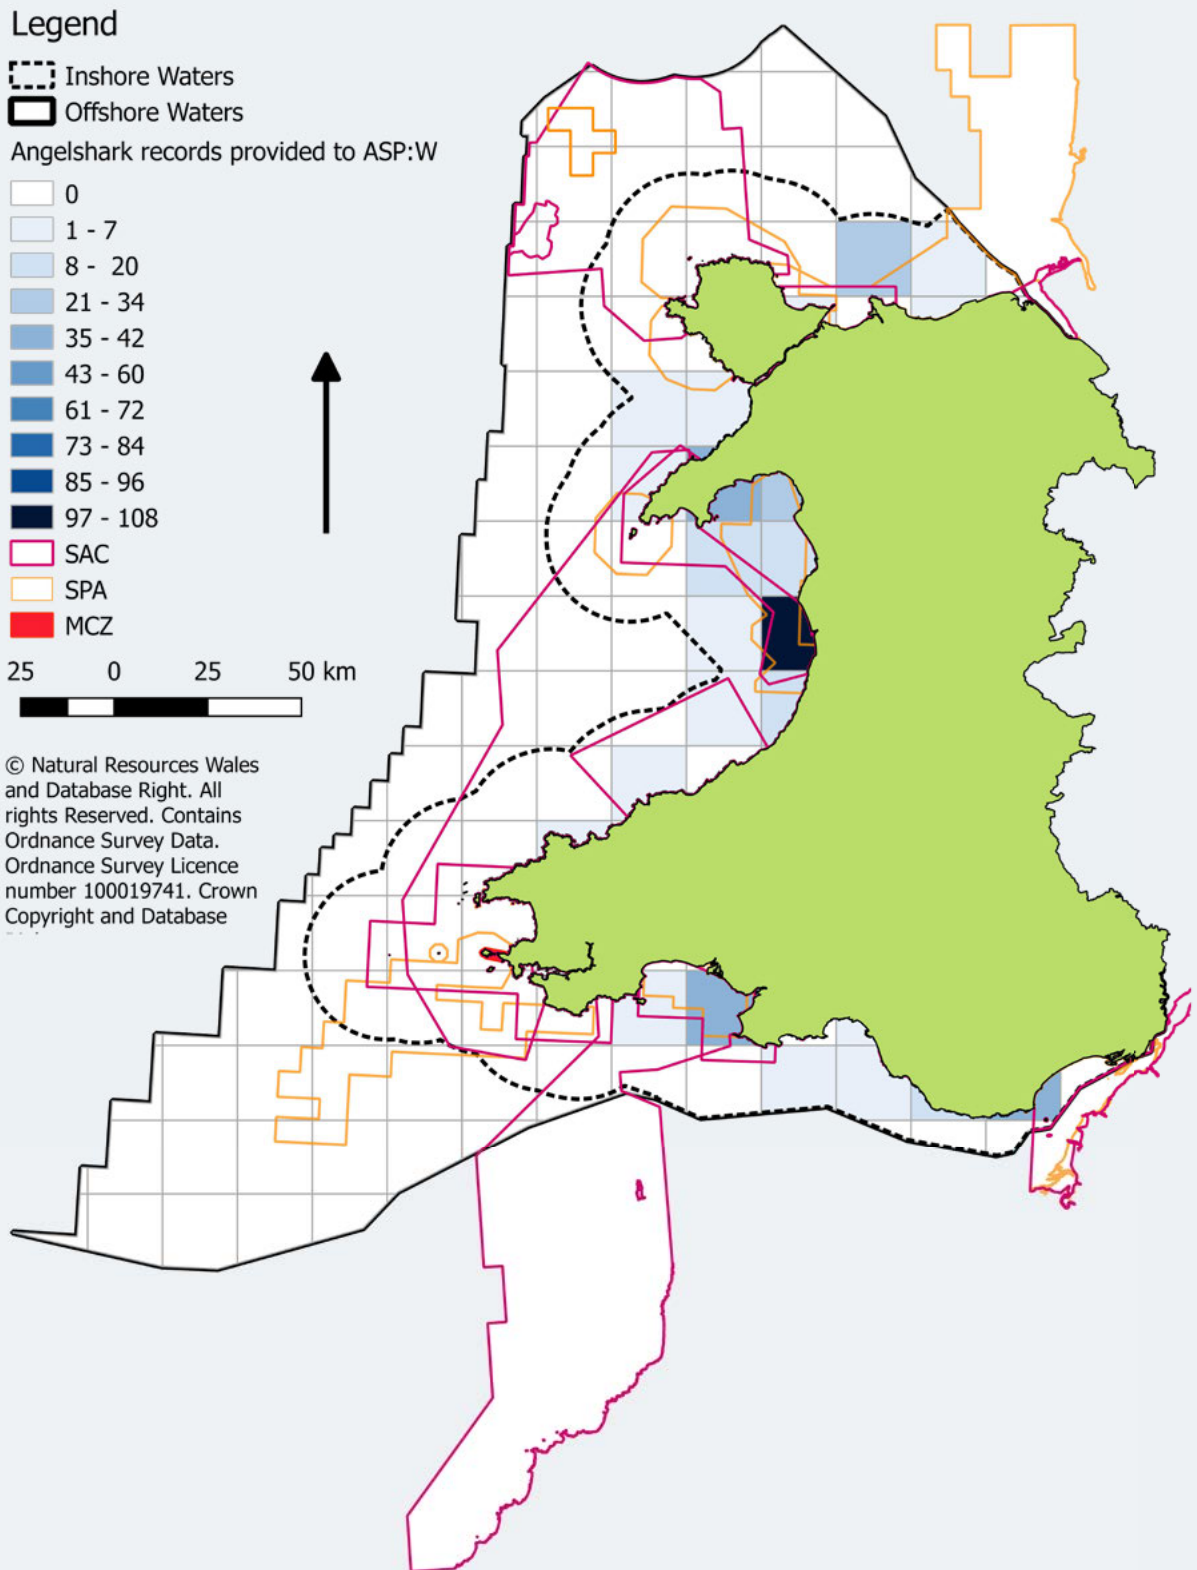 Legend
Inshore Waters
Offshore Waters
Angelshark records provided to ASP:W
0
1 - 7
8 - 20
21 - 34
35 - 42
43 - 60
61 - 72
73 - 84
85 - 96
97 - 108
SAC
SPA
MCZ
25 0 25 50 km
© Natural Resources Wales
and Database Right. All
rights Reserved. Contains
Ordnance Survey Data.
Ordnance Survey Licence
number 100019741. Crown
Copyright and Database